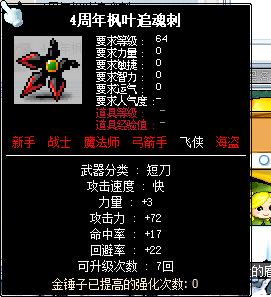 4周年枫叶追魂刺
要求等级： 64
要求力量： -
要求敏捷： -
要求智力： -
要求运气： -
要求人气度： -
道具等级： -
道具经验值： -
新手 战士 魔法师 弓箭手 飞侠 海盗
武器分类 : 短刀
攻击速度 : 快
力量 : +3
攻击力 : +72
命中率 : +17
回避率 : +22
可升级次数 : 7回
金锤子已提高的强化次数: 0